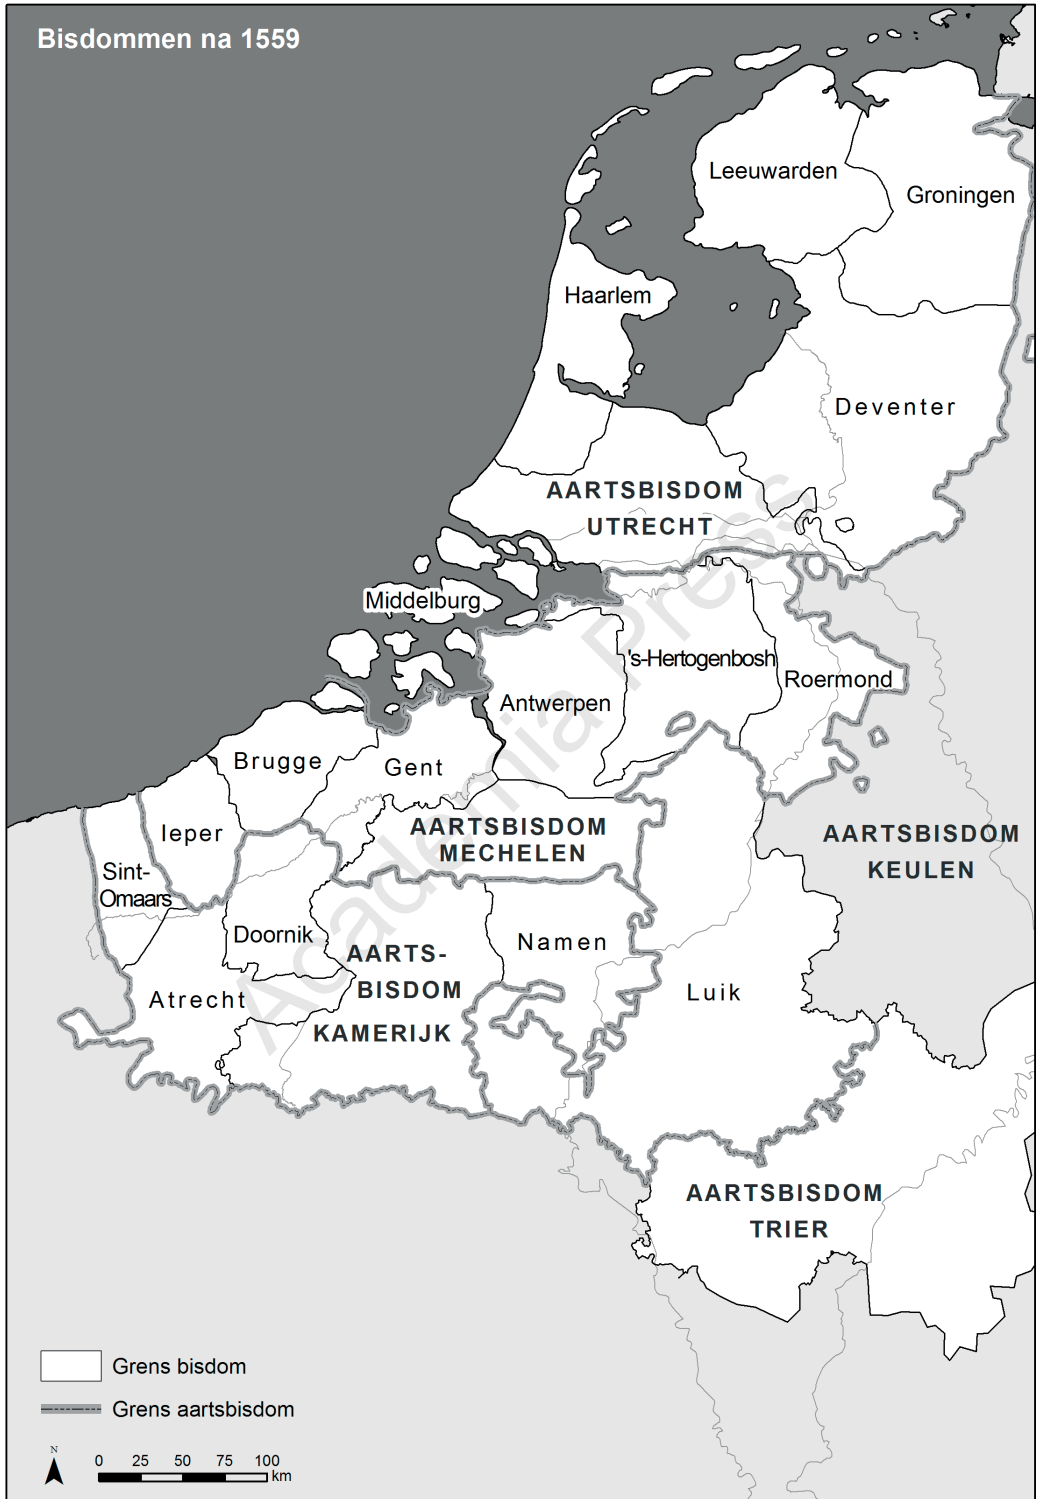 Bisdommen na 1559
Leeuwarden
Groningen
Haarlem
Deventer
AARTSBISDOM
UTRECHT
Middelburg
's-Hertogenbosh
Roermond
Antwerpen
Brugge
Gent
Ieper
AARTSBISDOM
MECHELEN
AARTSBISDOM
KEULEN
Sint-
Omaars
Doornik
Namen
AARTS-
BISDOM
KAMERIJK
Luik
Atrecht
AARTSBISDOM
TRIER
Academia Press
Grens bisdom
Grens aartsbisdom
N
0 25 50 75 100
km